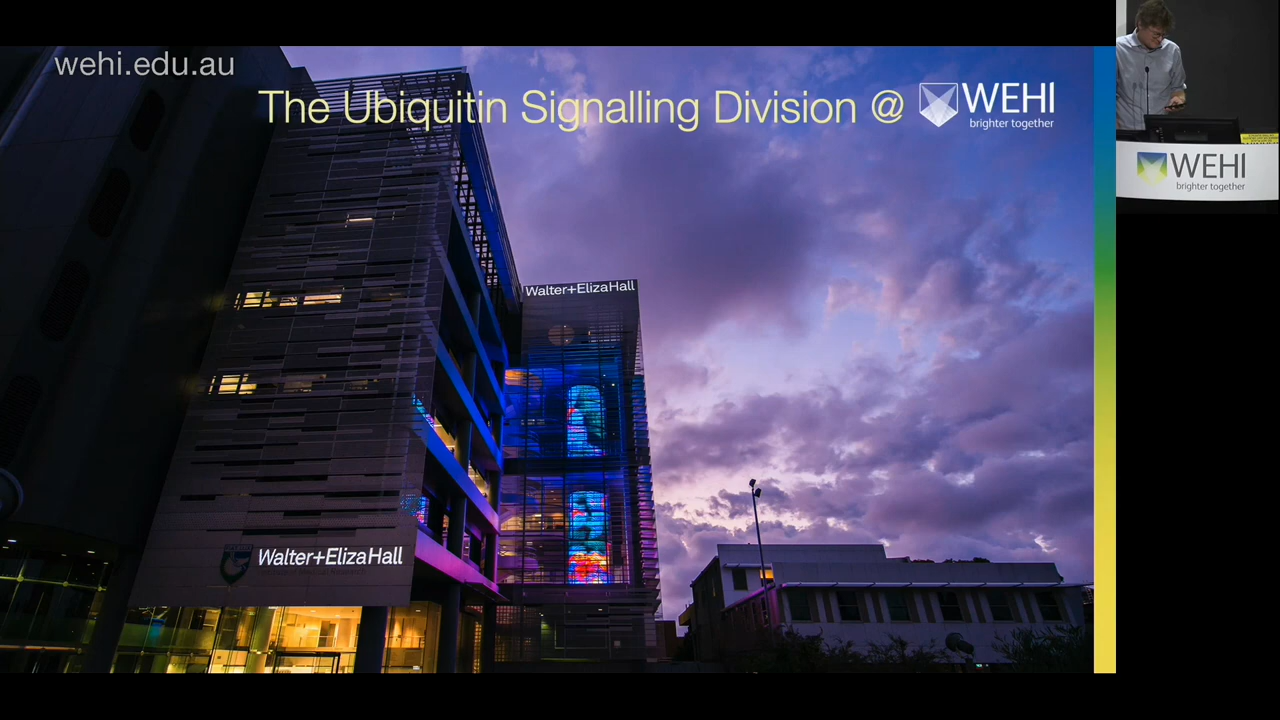 wehi.edu.au
The Ubiquitin Signalling Division @ WEHI
brighter together
Walter+ElizaHall
Walter+ElizaHall
WEHI
brighter together